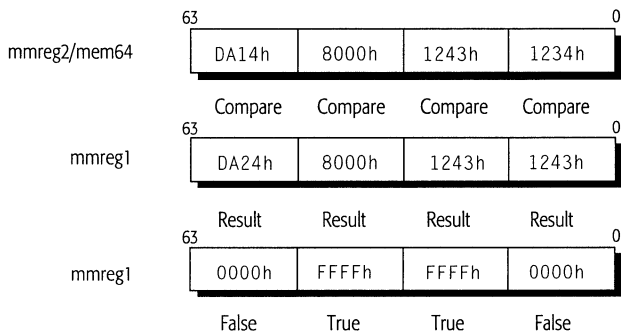 63 0
mmreg2/mem64 DA14h 8000h 1243h 1234h
Compare Compare Compare Compare
63 0
mmreg1 DA24h 8000h 1243h 1243h
Result Result Result Result
63 0
mmreg1 0000h FFFFh FFFFh 0000h
False True True False